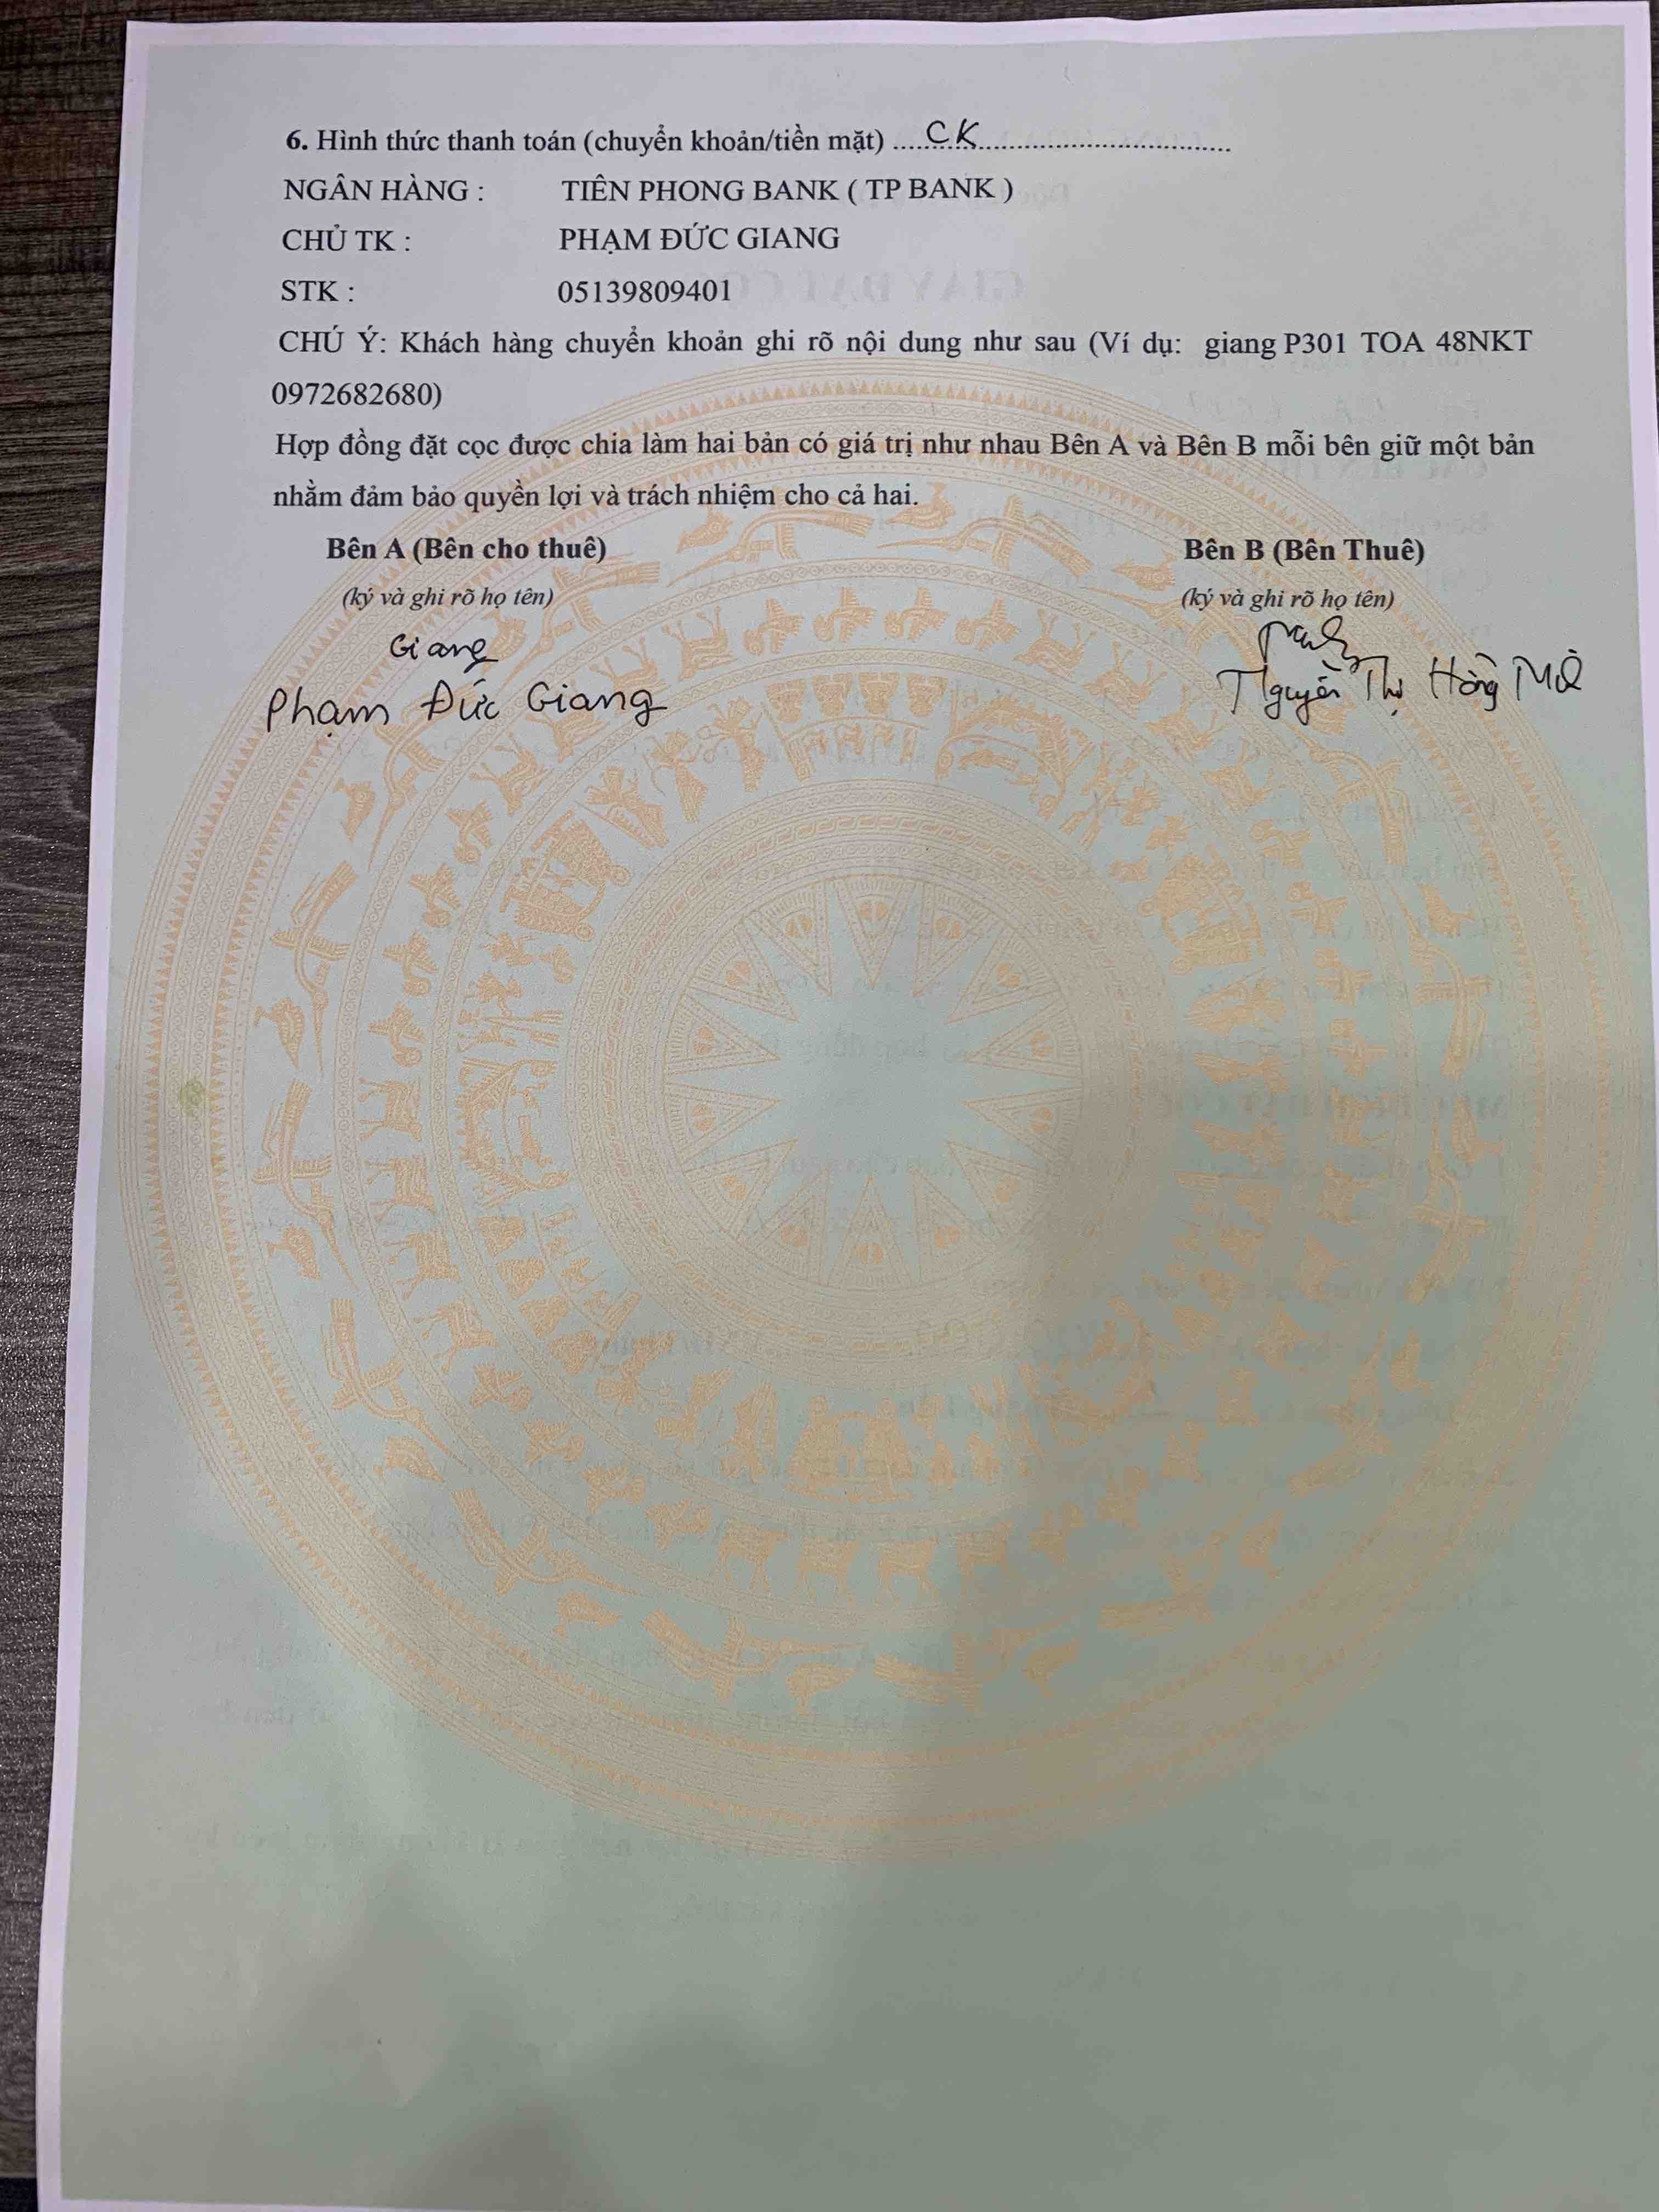 6. Hình thức thanh toán (chuyển khoản/tiền mặt) .....CK.....................................
NGÂN HÀNG : TIÊN PHONG BANK ( TP BANK )
CHỦ TK : PHẠM ĐỨC GIANG
STK : 05139809401
CHÚ Ý: Khách hàng chuyển khoản ghi rõ nội dung như sau (Ví dụ: giang P301 TOA 48NKT
0972682680)
Hợp đồng đặt cọc được chia làm hai bản có giá trị như nhau Bên A và Bên B mỗi bên giữ một bản
nhằm đảm bảo quyền lợi và trách nhiệm cho cả hai.
Bên A (Bên cho thuê) Bên B (Bên Thuê)
(ký và ghi rõ họ tên) (ký và ghi rõ họ tên)
Giang
Phạm Đức Giang Nguyễn Thị Hồng